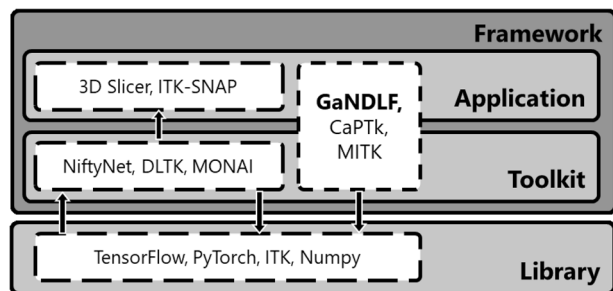 Framework
3D Slicer, ITK-SNAP
GaNDLF,
CaPTk,
MITK
Application
NiftyNet, DLTK, MONAI
Toolkit
TensorFlow, PyTorch, ITK, Numpy
Library